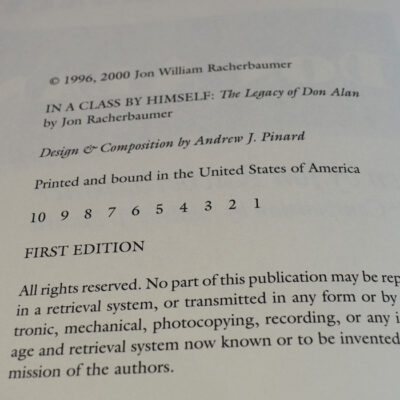 © 1996, 2000 Jon William Racherbaumer
IN A CLASS BY HIMSELF: The Legacy of Don Alan
by Jon Racherbaumer
Design & Composition by Andrew J. Pinard
Printed and bound in the United States of America
10 9 8 7 6 5 4 3 2 1
FIRST EDITION
All rights reserved. No part of this publication may be rep
in a retrieval system, or transmitted in any form or by
tronic, mechanical, photocopying, recording, or any i
age and retrieval system now known or to be invented
mission of the authors.